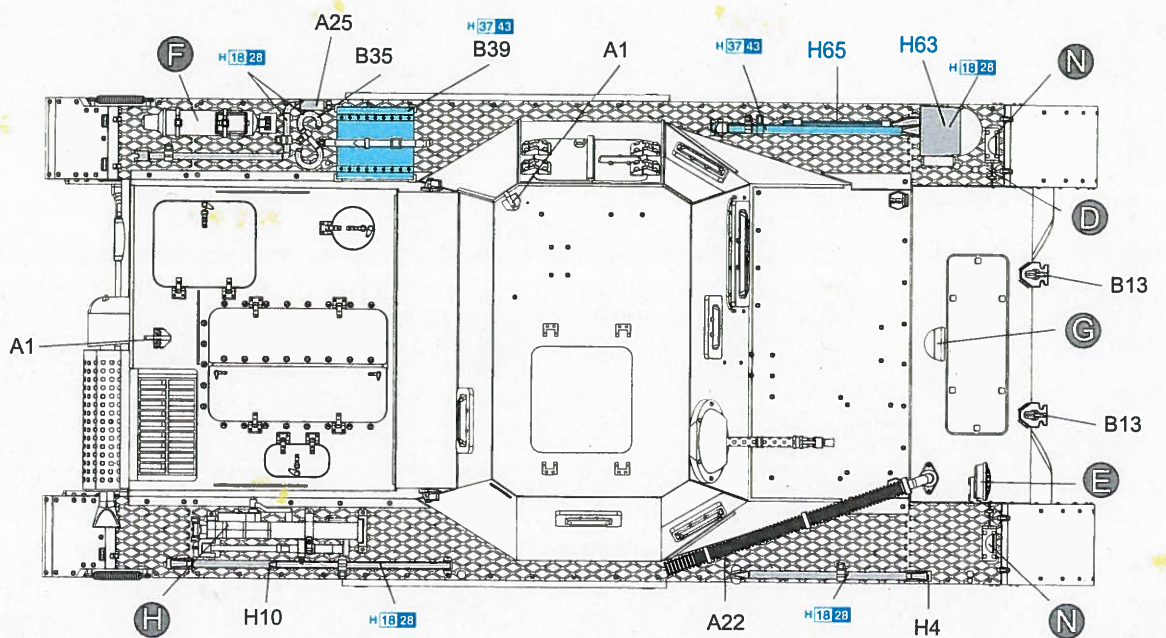 A25
H 37 43
B39
A1
H 37 43
H65
H63
N
F
H 18 28
B35
H 18 28
D
B13
G
A1
B13
E
H
H10
H 18 28
A22
H 18 28
H4
N